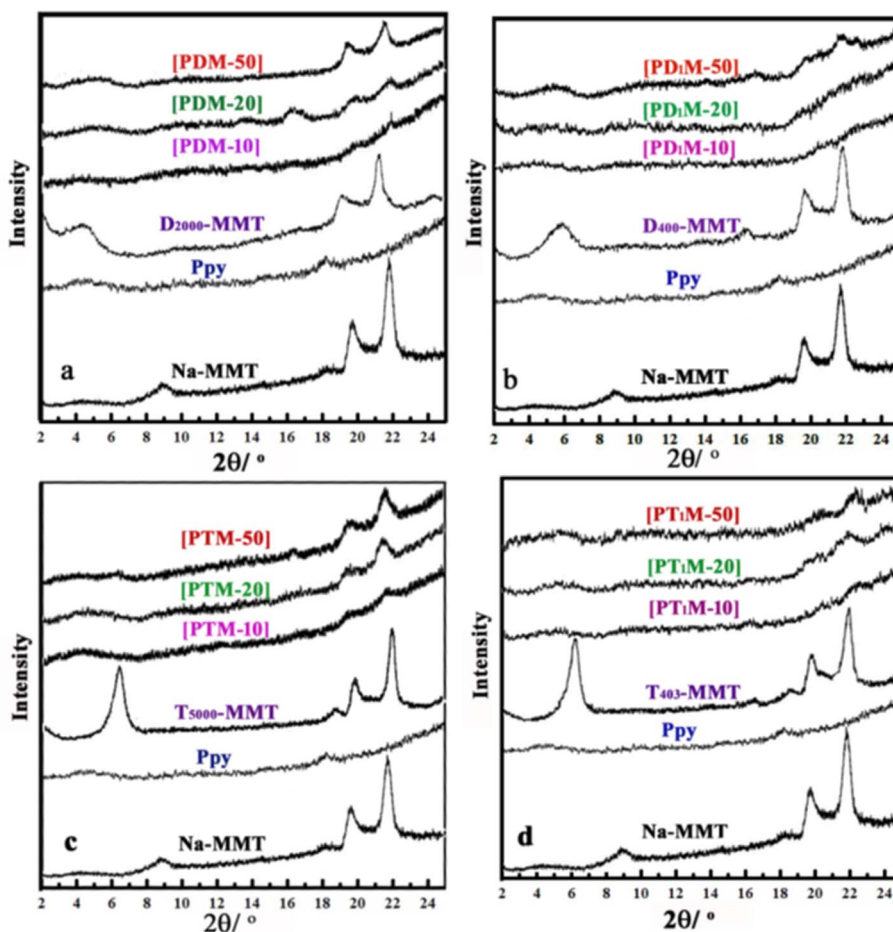 [PDM-50]
[PDM-20]
[PDM-10]
D2000-MMT
Ppy
Na-MMT
a
Intensity
2 4 6 8 10 12 14 16 18 20 22 24
2θ/ °
[PD1M-50]
[PD1M-20]
[PD1M-10]
D400-MMT
Ppy
Na-MMT
b
Intensity
2 4 6 8 10 12 14 16 18 20 22 24
2θ/ °
[PTM-50]
[PTM-20]
[PTM-10]
T5000-MMT
Ppy
Na-MMT
c
Intensity
2 4 6 8 10 12 14 16 18 20 22 24
2θ/ °
[PT1M-50]
[PT1M-20]
[PT1M-10]
T403-MMT
Ppy
Na-MMT
d
Intensity
2 4 6 8 10 12 14 16 18 20 22 24
2θ/ °